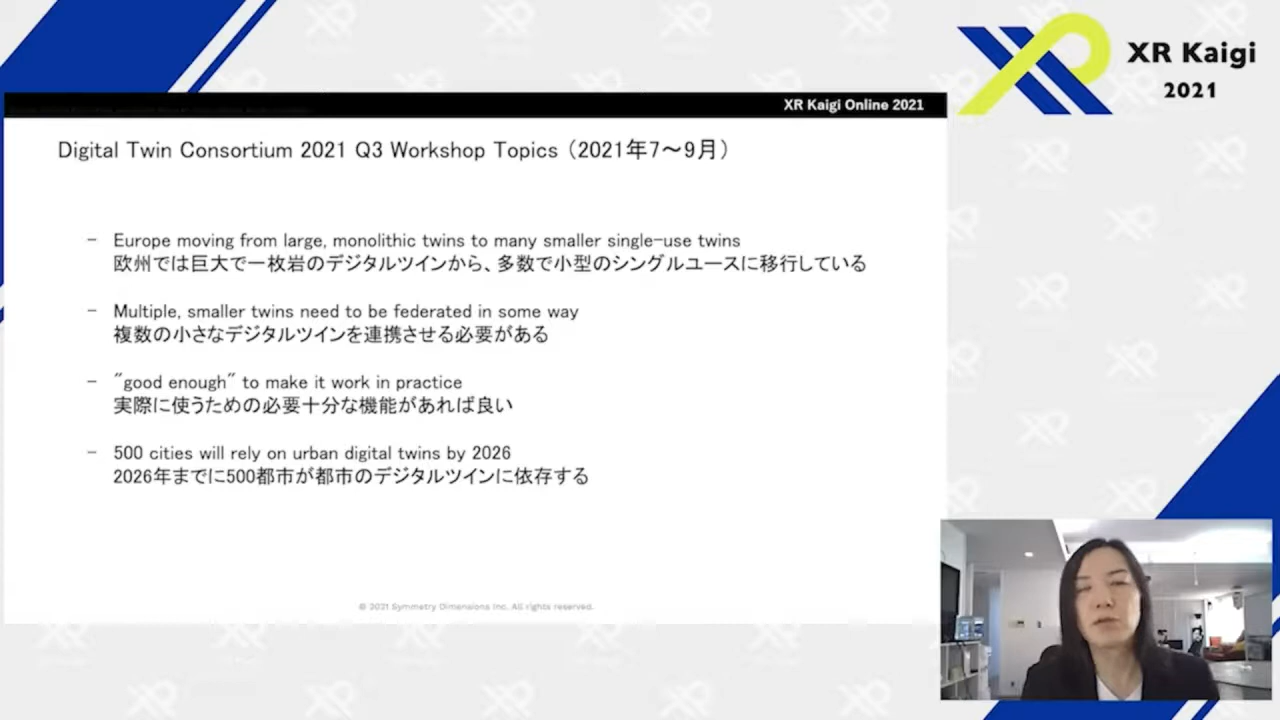 XR Kaigi
2021
XR Kaigi Online 2021
Digital Twin Consortium 2021 Q3 Workshop Topics（2021年7～9月）
- Europe moving from large, monolithic twins to many smaller single-use twins
欧州では巨大で一枚岩のデジタルツインから、多数で小型のシングルユースに移行している
- Multiple, smaller twins need to be federated in some way
複数の小さなデジタルツインを連携させる必要がある
- "good enough" to make it work in practice
実際に使うための必要十分な機能があれば良い
- 500 cities will rely on urban digital twins by 2026
2026年までに500都市が都市のデジタルツインに依存する
© 2021 Symmetry Dimensions Inc. All rights reserved.